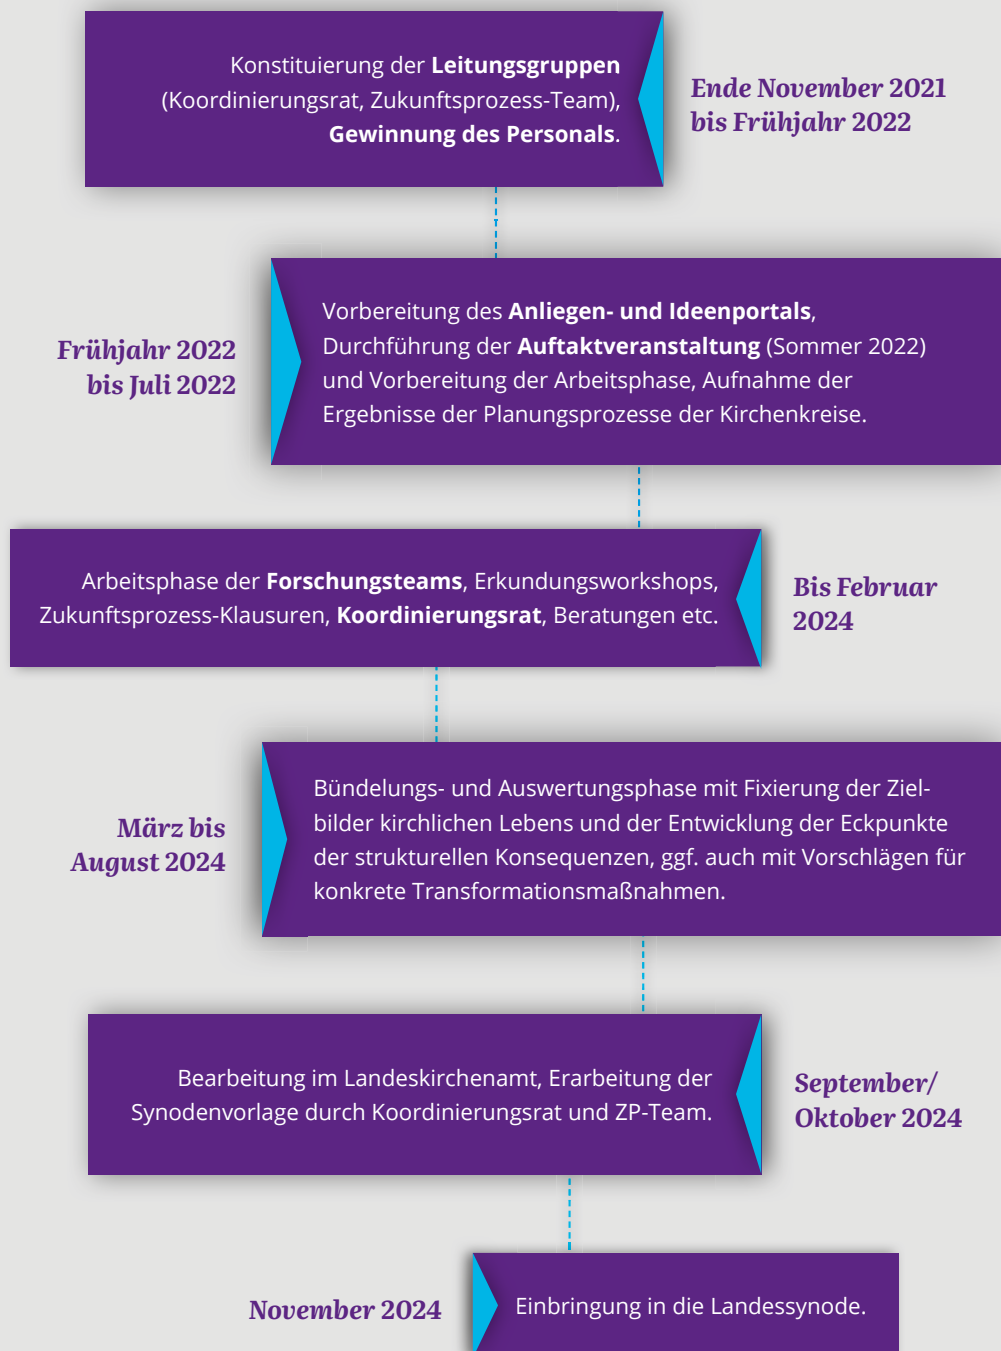 Konstituierung der Leitungsgruppen
(Koordinierungsrat, Zukunftsprozess-Team),
Gewinnung des Personals.
Ende November 2021
bis Frühjahr 2022
Frühjahr 2022
bis Juli 2022
Vorbereitung des Anliegen- und Ideenportals,
Durchführung der Auftaktveranstaltung (Sommer 2022)
und Vorbereitung der Arbeitsphase, Aufnahme der
Ergebnisse der Planungsprozesse der Kirchenkreise.
Arbeitsphase der Forschungsteams, Erkundungsworkshops,
Zukunftsprozess-Klausuren, Koordinierungsrat, Beratungen etc.
Bis Februar
2024
März bis
August 2024
Bündelungs- und Auswertungsphase mit Fixierung der Ziel-
bilder kirchlichen Lebens und der Entwicklung der Eckpunkte
der strukturellen Konsequenzen, ggf. auch mit Vorschlägen für
konkrete Transformationsmaßnahmen.
Bearbeitung im Landeskirchenamt, Erarbeitung der
Synodenvorlage durch Koordinierungsrat und ZP-Team.
September/
Oktober 2024
November 2024
Einbringung in die Landessynode.